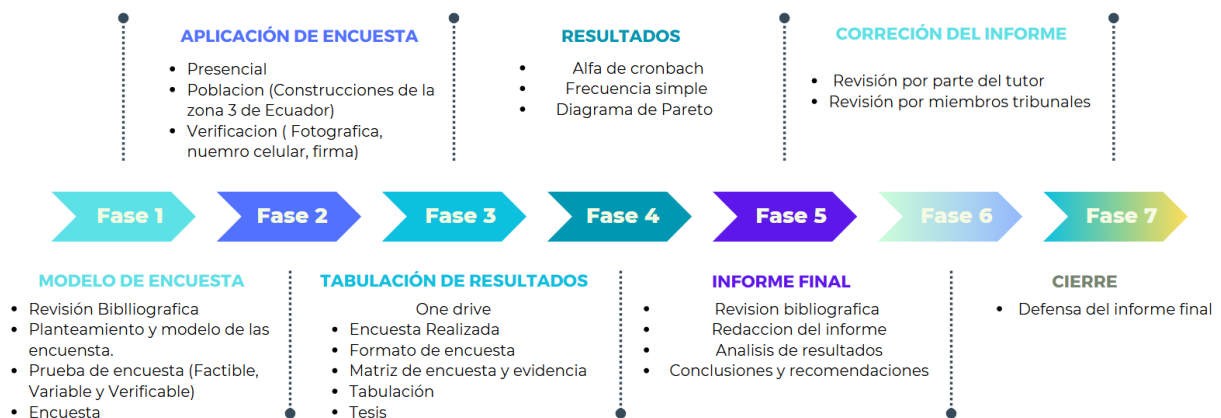 APLICACIÓN DE ENCUESTA
• Presencial
• Poblacion (Construcciones de la
zona 3 de Ecuador)
• Verificacion ( Fotografica,
nuemro celular, firma)
RESULTADOS
• Alfa de cronbach
• Frecuencia simple
• Diagrama de Pareto
CORRECIÓN DEL INFORME
• Revisión por parte del tutor
• Revisión por miembros tribunales
Fase 1
Fase 2
Fase 3
Fase 4
Fase 5
Fase 6
Fase 7
MODELO DE ENCUESTA
• Revisión Biblliografica
• Planteamiento y modelo de las
encuensta.
• Prueba de encuesta (Factible,
Variable y Verificable)
• Encuesta
TABULACIÓN DE RESULTADOS
One drive
• Encuesta Realizada
• Formato de encuesta
• Matriz de encuesta y evidencia
• Tabulación
• Tesis
INFORME FINAL
• Revision bibliografica
• Redaccion del informe
• Analisis de resultados
• Conclusiones y recomendaciones
CIERRE
• Defensa del informe final